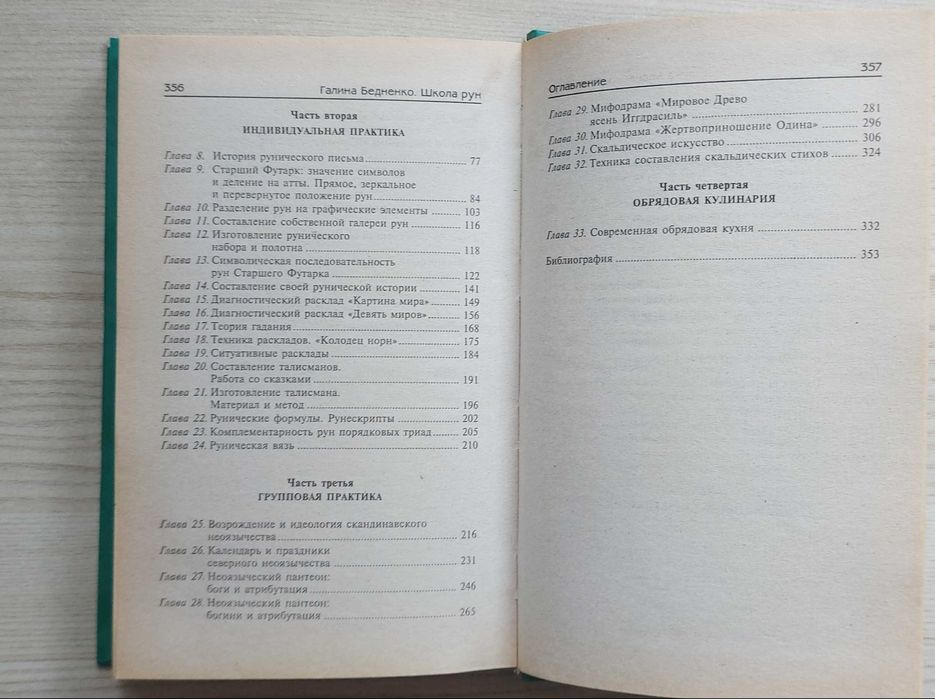 356
Галина Бедненко. Школа рун
Часть вторая
ИНДИВИДУАЛЬНАЯ ПРАКТИКА
Глава 8. История рунического письма ........ 77
Глава 9. Старший Футарк: значение символов
и деление на атты. Прямое, зеркальное
и перевернутое положение рун ........ 84
Глава 10. Разделение рун на графические элементы ........ 103
Глава 11. Составление собственной галереи рун ........ 116
Глава 12. Изготовление рунического
набора и полотна ........ 118
Глава 13. Символическая последовательность
рун Старшего Футарка ........ 122
Глава 14. Составление своей рунической истории ........ 141
Глава 15. Диагностический расклад «Картина мира» ........ 149
Глава 16. Диагностический расклад «Девять миров» ........ 156
Глава 17. Теория гадания ........ 168
Глава 18. Техника раскладов. «Колодец норн» ........ 175
Глава 19. Ситуативные расклады ........ 184
Глава 20. Составление талисманов.
Работа со сказками ........ 191
Глава 21. Изготовление талисмана.
Материал и метод ........ 196
Глава 22. Рунические формулы. Рунескрипты ........ 202
Глава 23. Комплементарность рун порядковых триад ........ 205
Глава 24. Руническая вязь ........ 210
Часть третья
ГРУППОВАЯ ПРАКТИКА
Глава 25. Возрождение и идеология скандинавского
неоязычества ........ 216
Глава 26. Календарь и праздники
северного неоязычества ........ 231
Глава 27. Неоязыческий пантеон:
боги и атрибутация ........ 246
Глава 28. Неоязыческий пантеон:
богини и атрибутация ........ 265
Оглавление
357
Глава 29. Мифодрама «Мировое Древо
ясень Иггдрасиль» ........ 281
Глава 30. Мифодрама «Жертвоприношение Одина» ........ 296
Глава 31. Скальдическое искусство ........ 306
Глава 32. Техника составления скальдических стихов ........ 324
Часть четвертая
ОБРЯДОВАЯ КУЛИНАРИЯ
Глава 33. Современная обрядовая кухня ........ 332
Библиография ........ 353